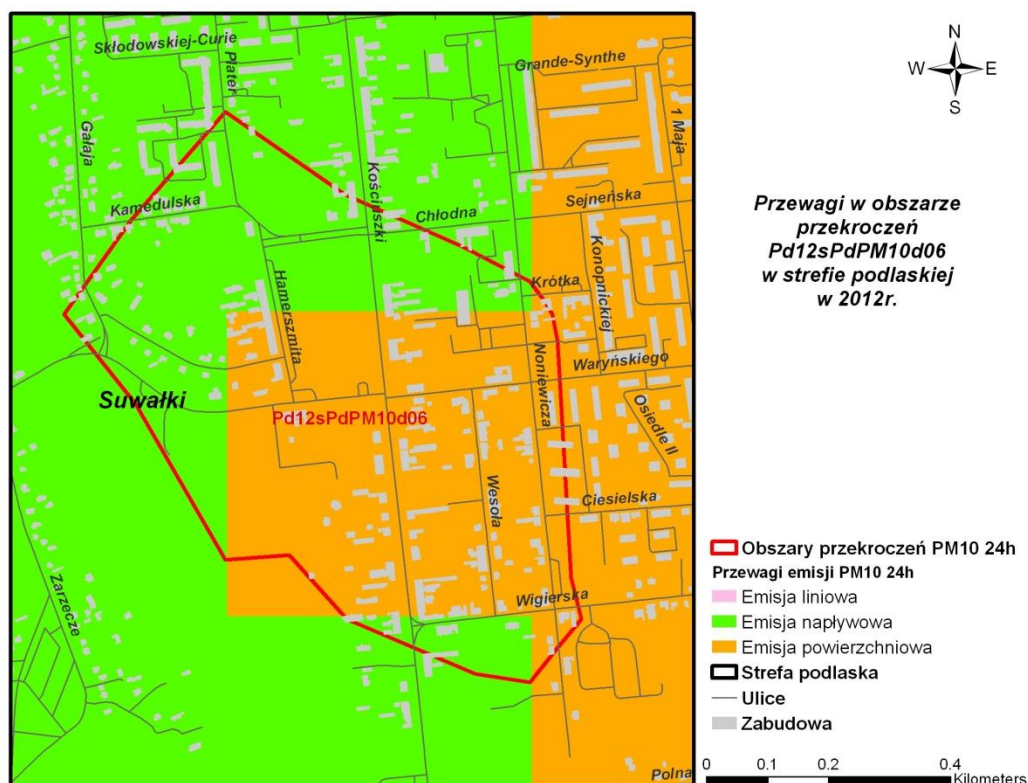 Skłodowskiej-Curie
Plater
Grande-Synthe
1 Maja
Gałaja
Kamedulska
Kościuszki
Chłodna
Sejneńska
Krótka
Konopnickiej
Hamerszmita
Noniewicza
Waryńskiego
Suwałki
Pd12sPdPM10d06
Osiedle II
Wesoła
Ciesielska
Zarzecze
Wigierska
Polna
N
W
E
S
Przewagi w obszarze
przekroczeń
Pd12sPdPM10d06
w strefie podlaskiej
w 2012r.
Obszary przekroczeń PM10 24h
Przewagi emisji PM10 24h
Emisja liniowa
Emisja napływowa
Emisja powierzchniowa
Strefa podlaska
Ulice
Zabudowa
0 0.1 0.2 0.4
Kilometers